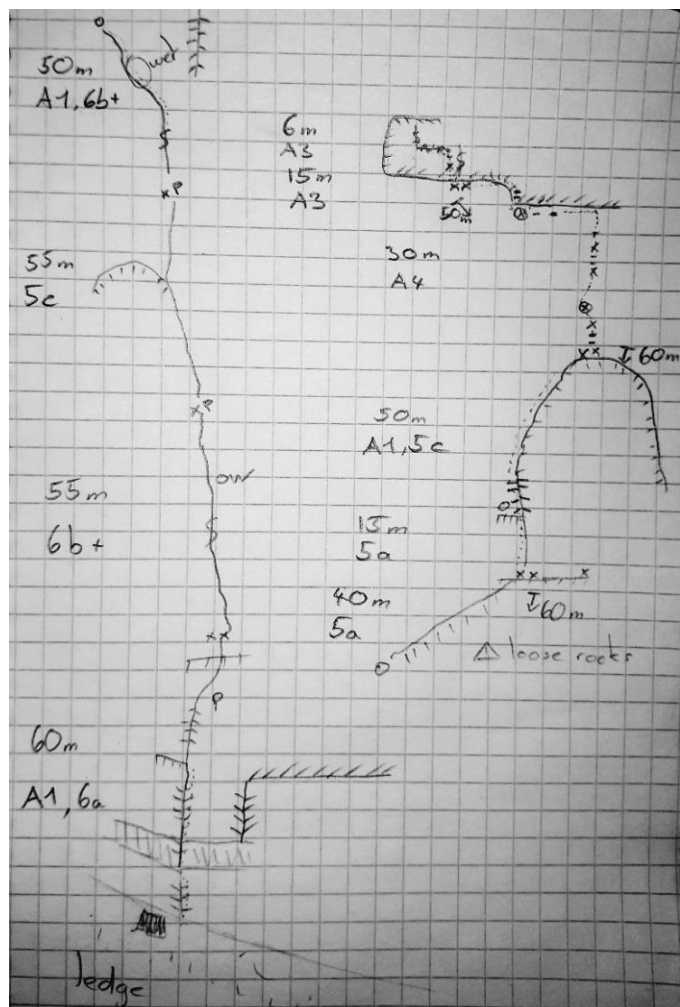 wet
50m
A1, 6b+
P
55m
5c
P
OW
55m
6b+
P
60m
A1, 6a
ledge
6m
A3
15m
A3
50m
30m
A4
60m
50m
A1, 5c
15m
5a
40m
5a
60m
⚠ loose rocks